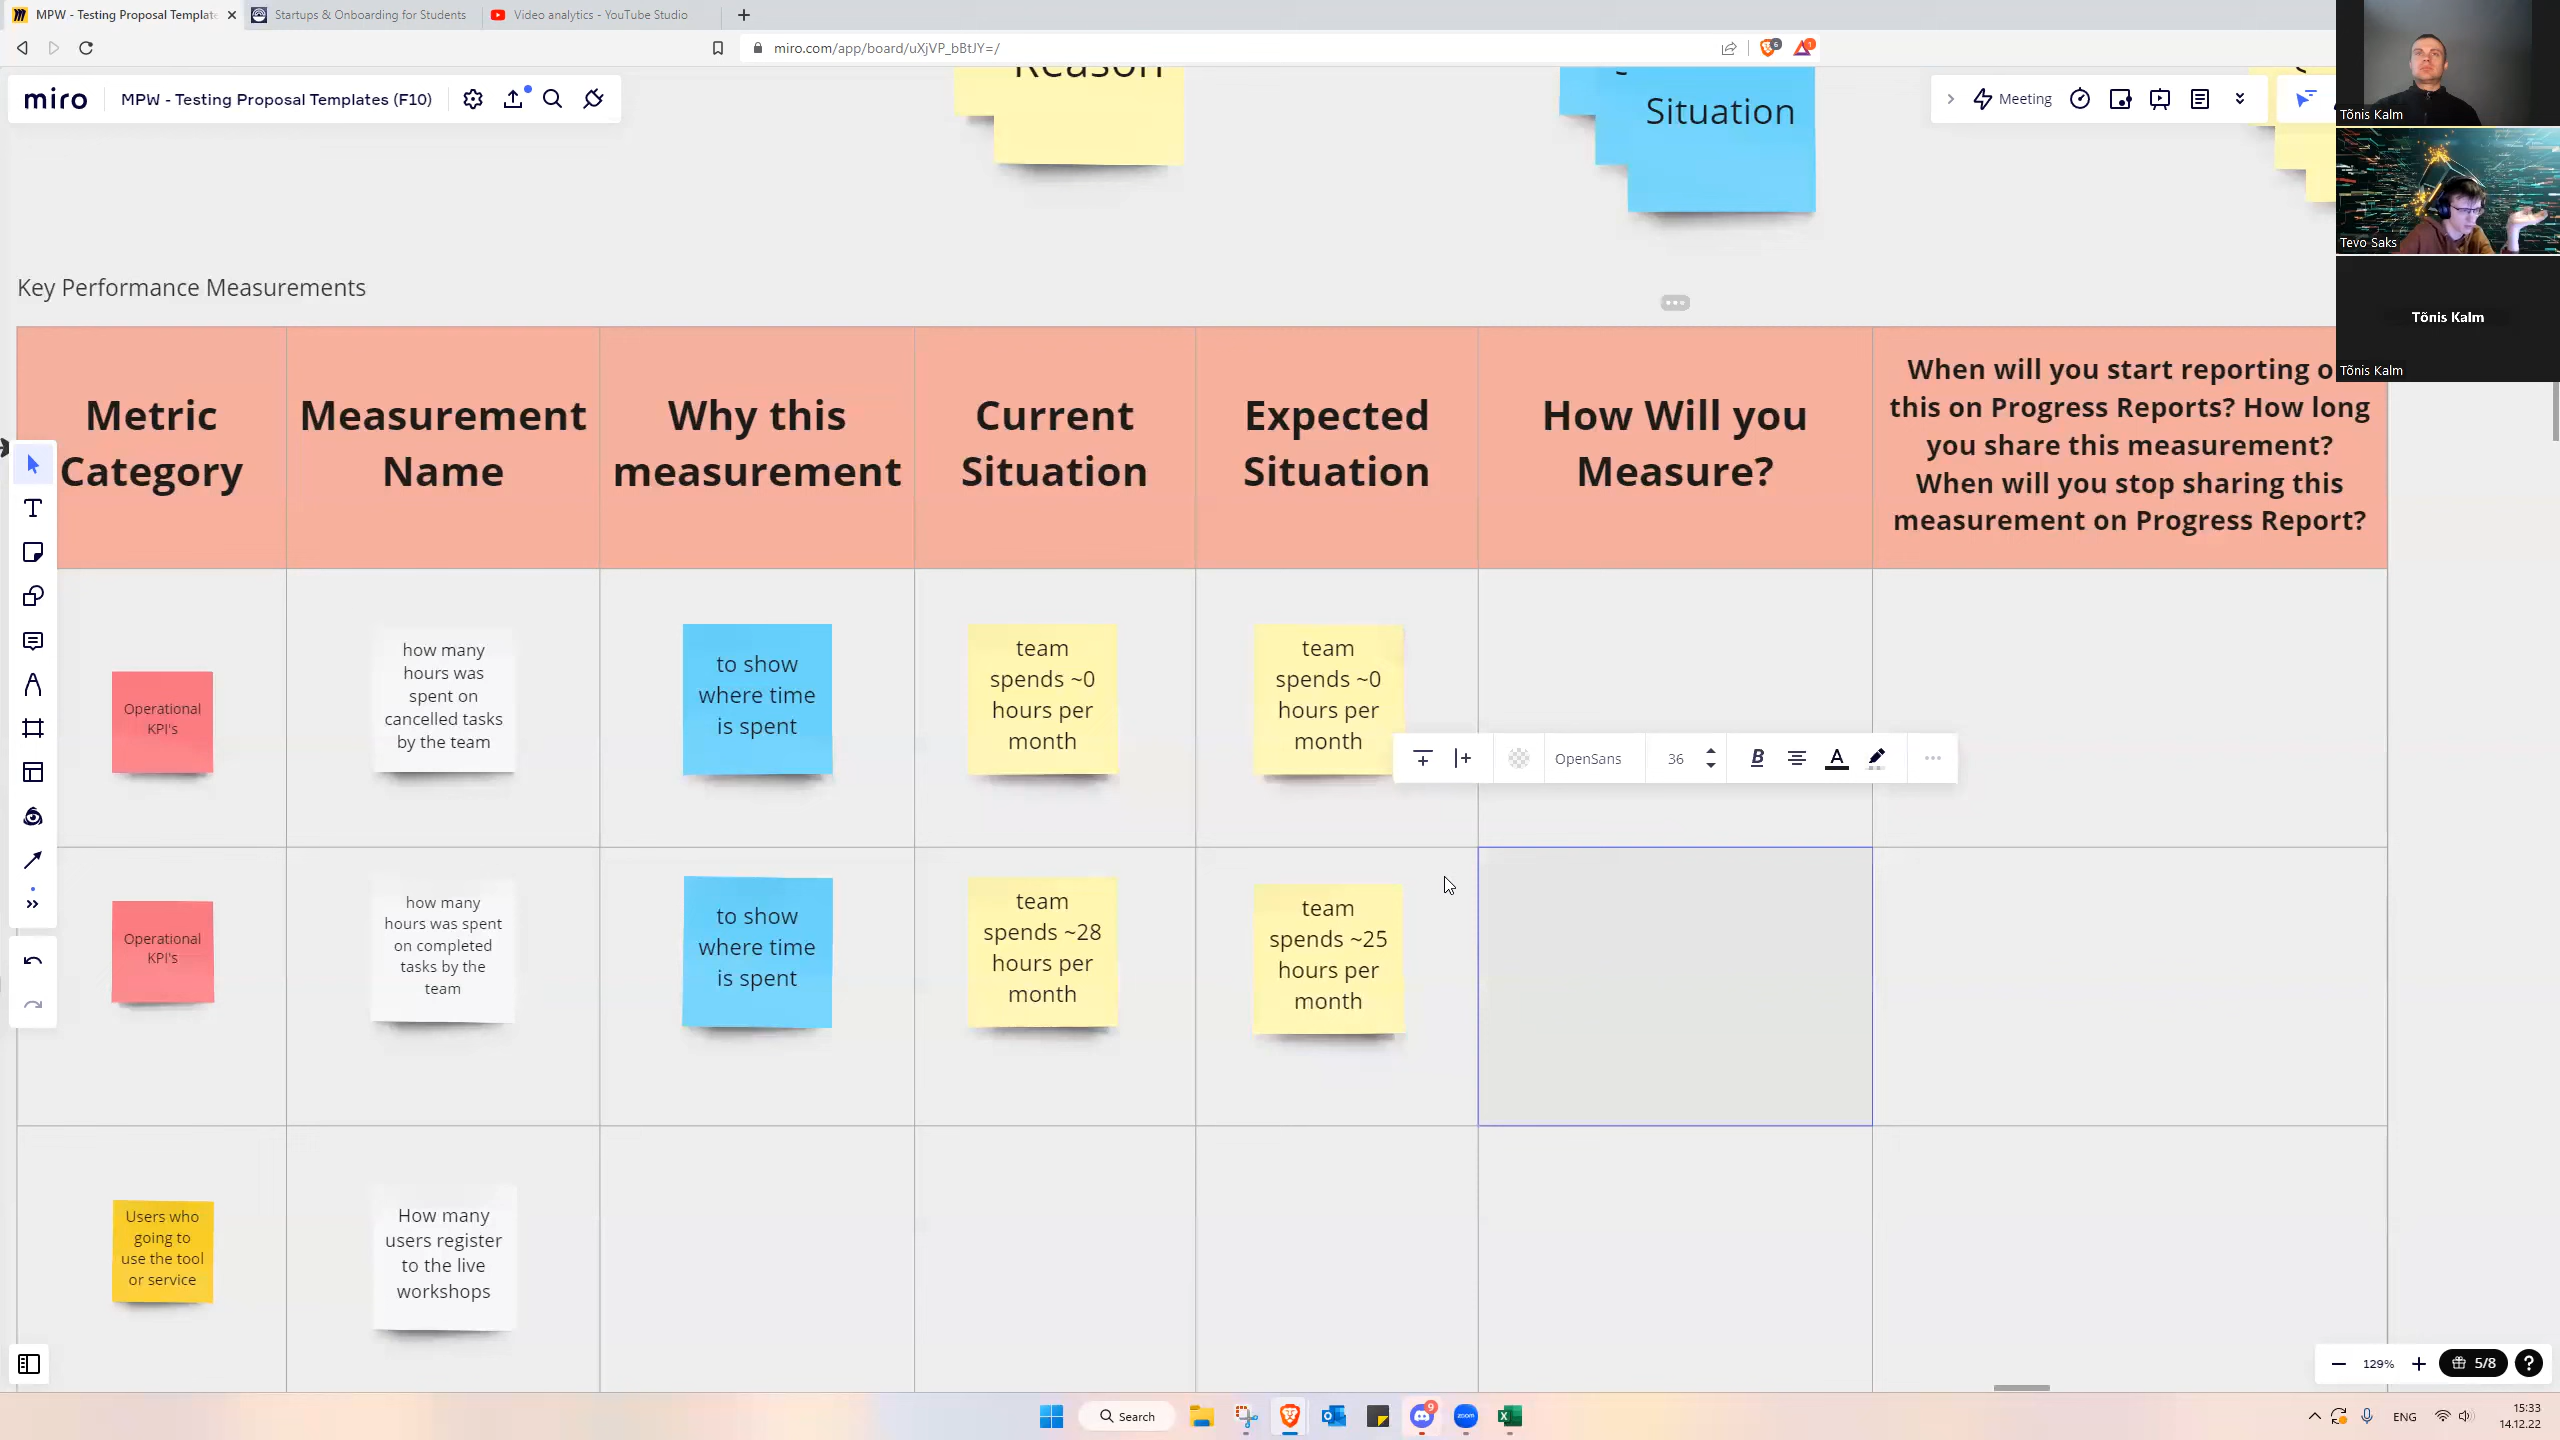 MPW - Testing Proposal Template
Startups & Onboarding for Students
Video analytics - YouTube Studio
miro.com/app/board/uXjVP_bBtJY=/
miro
MPW - Testing Proposal Templates (F10)
Meeting
Reason
Situation
Tõnis Kalm
Tevo Saks
Tõnis Kalm
Tõnis Kalm
Key Performance Measurements
Metric
Category
Measurement
Name
Why this
measurement
Current
Situation
Expected
Situation
How Will you
Measure?
When will you start reporting o
this on Progress Reports? How long
you share this measurement?
When will you stop sharing this
measurement on Progress Report?
Operational
KPI's
how many
hours was
spent on
cancelled tasks
by the team
to show
where time
is spent
team
spends ~0
hours per
month
team
spends ~0
hours per
month
OpenSans
36
B
A
Operational
KPI's
how many
hours was spent
on completed
tasks by the
team
to show
where time
is spent
team
spends ~28
hours per
month
team
spends ~25
hours per
month
Users who
going to
use the tool
or service
How many
users register
to the live
workshops
129%
5/8
?
Search
9
zoom
ENG
15:33
14.12.22